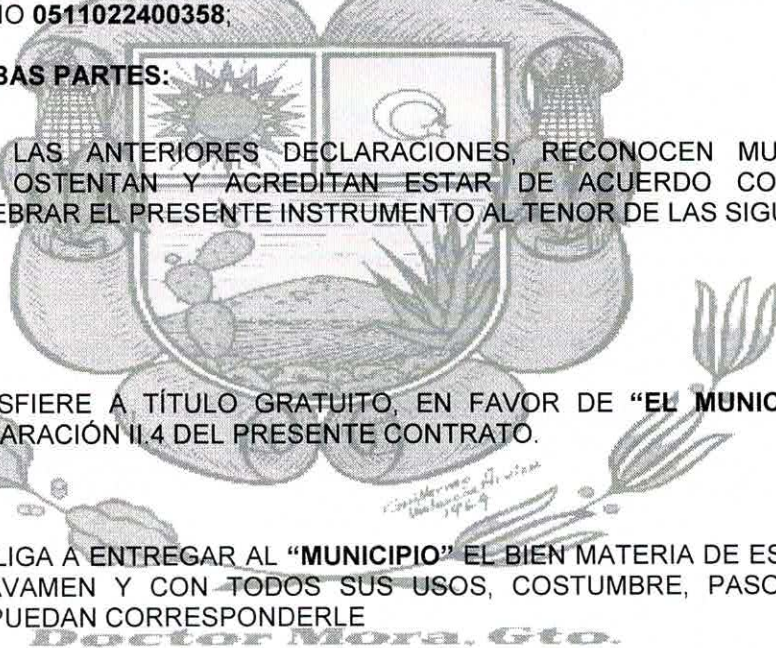 IO 0511022400358;
BAS PARTES:
LAS ANTERIORES DECLARACIONES, RECONOCEN MU
OSTENTAN Y ACREDITAN ESTAR DE ACUERDO CO
EBRAR EL PRESENTE INSTRUMENTO AL TENOR DE LAS SIGU
SFIERE A TÍTULO GRATUITO, EN FAVOR DE “EL MUNIC
ARACIÓN II.4 DEL PRESENTE CONTRATO.
Guillermo
1964
LIGA A ENTREGAR AL “MUNICIPIO” EL BIEN MATERIA DE ES
AVAMEN Y CON TODOS SUS USOS, COSTUMBRE, PASO
PUEDAN CORRESPONDERLE
Doctor Mora, Gto.